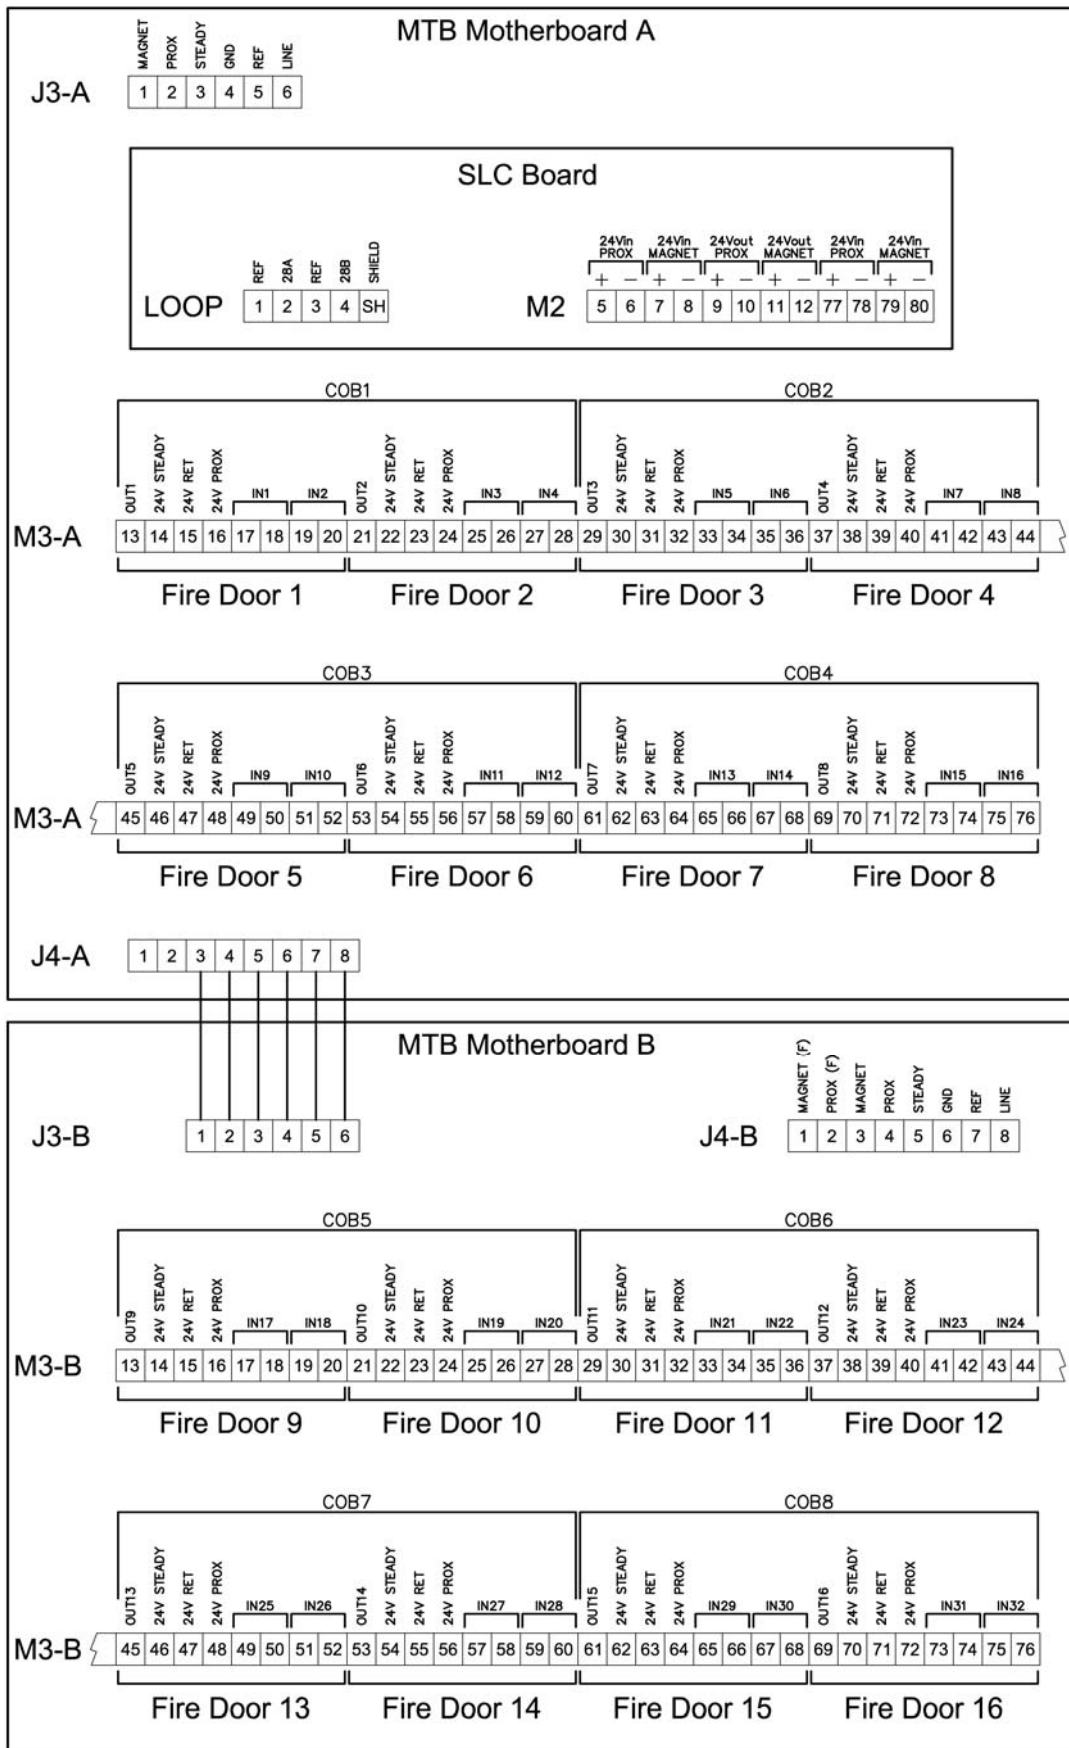 MTB Motherboard A
MAGNET PROX STEADY GND REF LINE
J3-A 1 2 3 4 5 6
SLC Board
24Vin PROX 24Vin MAGNET 24Vout PROX 24Vout MAGNET 24Vin PROX 24Vin MAGNET
REF 28A REF 28B SHIELD
+ − + − + − + − + − + −
LOOP 1 2 3 4 SH
M2 5 6 7 8 9 10 11 12 77 78 79 80
COB1 COB2
OUT1 24V STEADY 24V RET 24V PROX IN1 IN2 OUT2 24V STEADY 24V RET 24V PROX IN3 IN4 OUT3 24V STEADY 24V RET 24V PROX IN5 IN6 OUT4 24V STEADY 24V RET 24V PROX IN7 IN8
M3-A 13 14 15 16 17 18 19 20 21 22 23 24 25 26 27 28 29 30 31 32 33 34 35 36 37 38 39 40 41 42 43 44
Fire Door 1 Fire Door 2 Fire Door 3 Fire Door 4
COB3 COB4
OUT5 24V STEADY 24V RET 24V PROX IN9 IN10 OUT6 24V STEADY 24V RET 24V PROX IN11 IN12 OUT7 24V STEADY 24V RET 24V PROX IN13 IN14 OUT8 24V STEADY 24V RET 24V PROX IN15 IN16
M3-A 45 46 47 48 49 50 51 52 53 54 55 56 57 58 59 60 61 62 63 64 65 66 67 68 69 70 71 72 73 74 75 76
Fire Door 5 Fire Door 6 Fire Door 7 Fire Door 8
J4-A 1 2 3 4 5 6 7 8
MTB Motherboard B
MAGNET (F) PROX (F) MAGNET PROX STEADY GND REF LINE
J3-B 1 2 3 4 5 6
J4-B 1 2 3 4 5 6 7 8
COB5 COB6
OUT9 24V STEADY 24V RET 24V PROX IN17 IN18 OUT10 24V STEADY 24V RET 24V PROX IN19 IN20 OUT11 24V STEADY 24V RET 24V PROX IN21 IN22 OUT12 24V STEADY 24V RET 24V PROX IN23 IN24
M3-B 13 14 15 16 17 18 19 20 21 22 23 24 25 26 27 28 29 30 31 32 33 34 35 36 37 38 39 40 41 42 43 44
Fire Door 9 Fire Door 10 Fire Door 11 Fire Door 12
COB7 COB8
OUT13 24V STEADY 24V RET 24V PROX IN25 IN26 OUT14 24V STEADY 24V RET 24V PROX IN27 IN28 OUT15 24V STEADY 24V RET 24V PROX IN29 IN30 OUT16 24V STEADY 24V RET 24V PROX IN31 IN32
M3-B 45 46 47 48 49 50 51 52 53 54 55 56 57 58 59 60 61 62 63 64 65 66 67 68 69 70 71 72 73 74 75 76
Fire Door 13 Fire Door 14 Fire Door 15 Fire Door 16